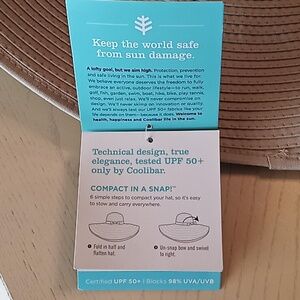 Keep the world safe
from sun damage.
A lofty goal, but we aim high. Protection, prevention
and safe living in the sun. This is what we live for.
We believe everyone deserves the freedom to fully
embrace an active, outdoor lifestyle—to run, walk,
golf, fish, garden, swim, boat, hike, bike, play tennis,
shop, even just relax. We'll never compromise on
design. We'll never skimp on innovation or quality.
And we'll always test our UPF 50+ fabrics like your
life depends on them—because it does. Welcome to
health, happiness and Coolibar life in the sun.
Technical design, true
elegance, tested UPF 50+
only by Coolibar.
COMPACT IN A SNAP!™
6 simple steps to compact your hat, so it's easy
to stow and carry everywhere.
Fold in half and
flatten hat.
Un-snap bow and swivel
to right.
Certified UPF 50+ | Blocks 98% UVA/UVB